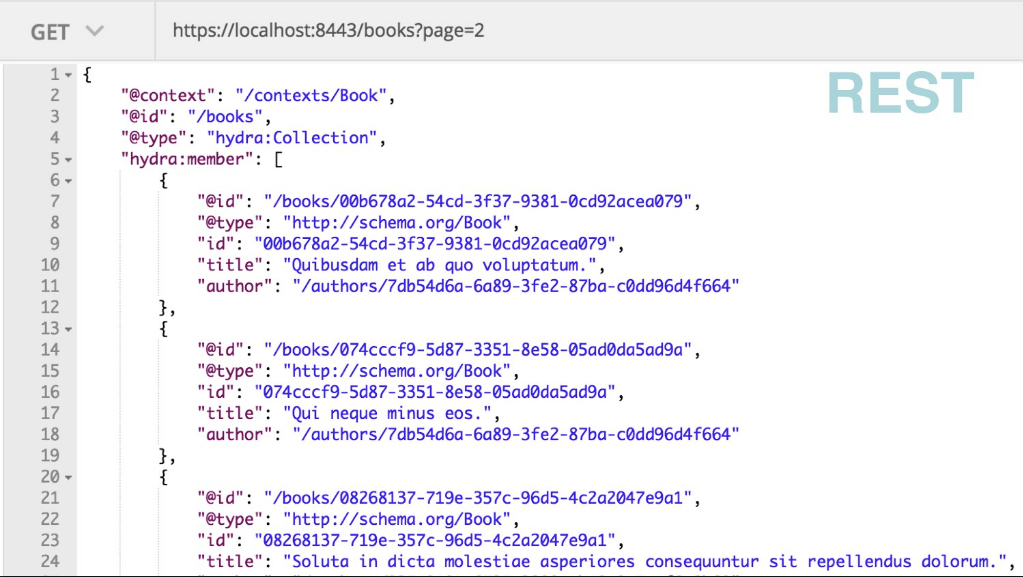 GET https://localhost:8443/books?page=2
REST
1 {
2 "@context": "/contexts/Book",
3 "@id": "/books",
4 "@type": "hydra:Collection",
5 "hydra:member": [
6 {
7 "@id": "/books/00b678a2-54cd-3f37-9381-0cd92acea079",
8 "@type": "http://schema.org/Book",
9 "id": "00b678a2-54cd-3f37-9381-0cd92acea079",
10 "title": "Quibusdam et ab quo voluptatum.",
11 "author": "/authors/7db54d6a-6a89-3fe2-87ba-c0dd96d4f664"
12 },
13 {
14 "@id": "/books/074cccf9-5d87-3351-8e58-05ad0da5ad9a",
15 "@type": "http://schema.org/Book",
16 "id": "074cccf9-5d87-3351-8e58-05ad0da5ad9a",
17 "title": "Qui neque minus eos.",
18 "author": "/authors/7db54d6a-6a89-3fe2-87ba-c0dd96d4f664"
19 },
20 {
21 "@id": "/books/08268137-719e-357c-96d5-4c2a2047e9a1",
22 "@type": "http://schema.org/Book",
23 "id": "08268137-719e-357c-96d5-4c2a2047e9a1",
24 "title": "Soluta in dicta molestiae asperiores consequuntur sit repellendus dolorum.",